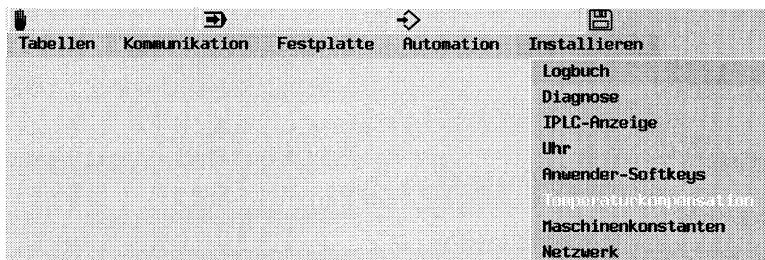 Tabellen Kommunikation Festplatte Automation Installieren
Logbuch
Diagnose
IPLC-Anzeige
Uhr
Anwender-Softkeys
Temperaturkompensation
Maschinenkonstanten
Netzwerk